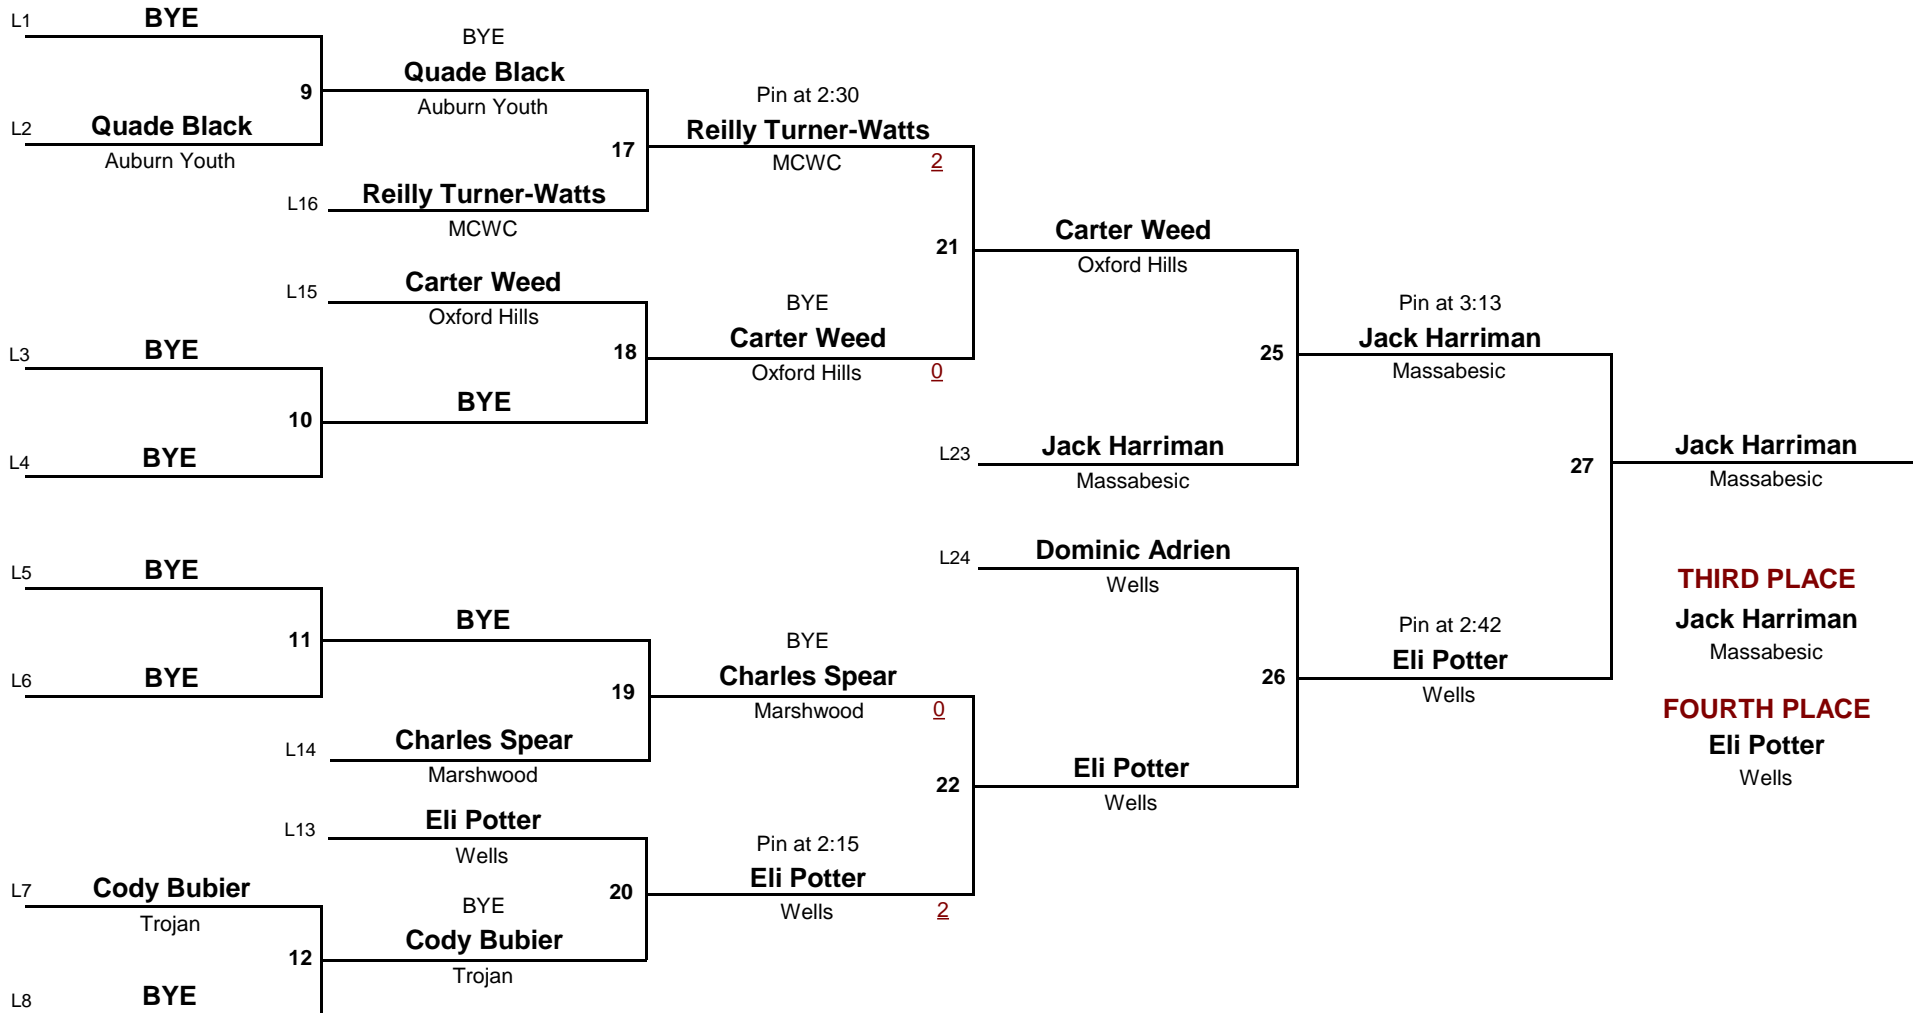 L1
BYE
9
L2
Quade Black
Auburn Youth
BYE
Quade Black
Auburn Youth
17
L16
Reilly Turner-Watts
MCWC
Pin at 2:30
Reilly Turner-Watts
MCWC
2
21
L15
Carter Weed
Oxford Hills
18
L3
BYE
10
BYE
L4
BYE
BYE
Carter Weed
Oxford Hills
0
Carter Weed
Oxford Hills
25
L23
Jack Harriman
Massabesic
Pin at 3:13
Jack Harriman
Massabesic
27
Jack Harriman
Massabesic
L5
BYE
11
BYE
L6
BYE
19
L14
Charles Spear
Marshwood
BYE
Charles Spear
Marshwood
0
22
L24
Dominic Adrien
Wells
26
Eli Potter
Wells
Pin at 2:42
Eli Potter
Wells
L13
Eli Potter
Wells
20
L7
Cody Bubier
Trojan
12
BYE
Cody Bubier
Trojan
L8
BYE
Pin at 2:15
Eli Potter
Wells
2
THIRD PLACE
Jack Harriman
Massabesic
FOURTH PLACE
Eli Potter
Wells